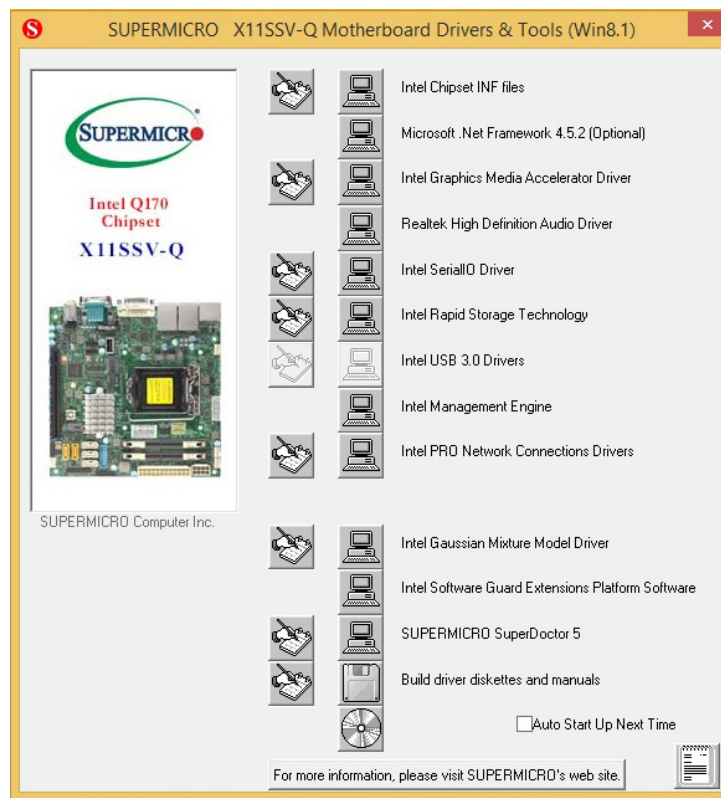 SUPERMICRO X11SSV-Q Motherboard Drivers & Tools (Win8.1)
SUPERMICR
Intel Q170
Chipset
X11SSV-Q
SUPERMICRO Computer Inc.
Intel Chipset INF files
Microsoft .Net Framework 4.5.2 (Optional)
Intel Graphics Media Accelerator Driver
Realtek High Definition Audio Driver
Intel SerialIO Driver
Intel Rapid Storage Technology
Intel USB 3.0 Drivers
Intel Management Engine
Intel PRO Network Connections Drivers
Intel Gaussian Mixture Model Driver
Intel Software Guard Extensions Platform Software
SUPERMICRO SuperDoctor 5
Build driver diskettes and manuals
Auto Start Up Next Time
For more information, please visit SUPERMICRO's web site.